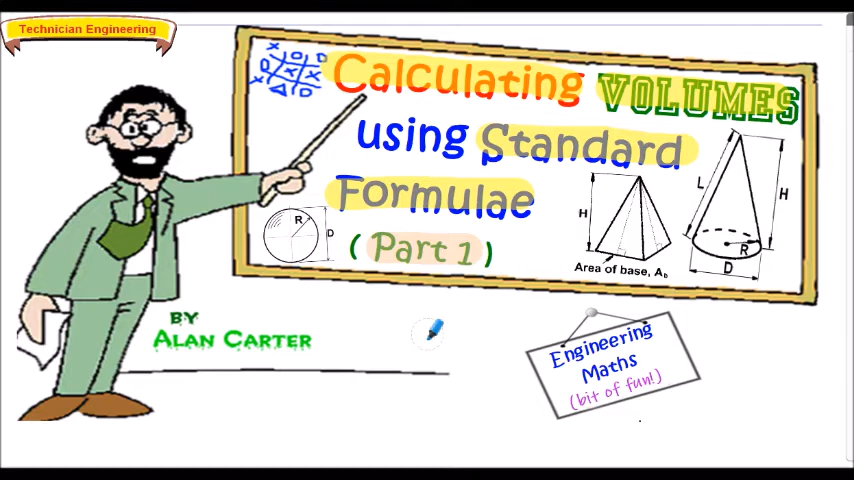 Technician Engineering
Calculating VOLUMES
using Standard
Formulae
(Part 1)
R
D
H
Area of base, Ab
L
H
R
D
BY
ALAN CARTER
Engineering
Maths
(bit of fun!)